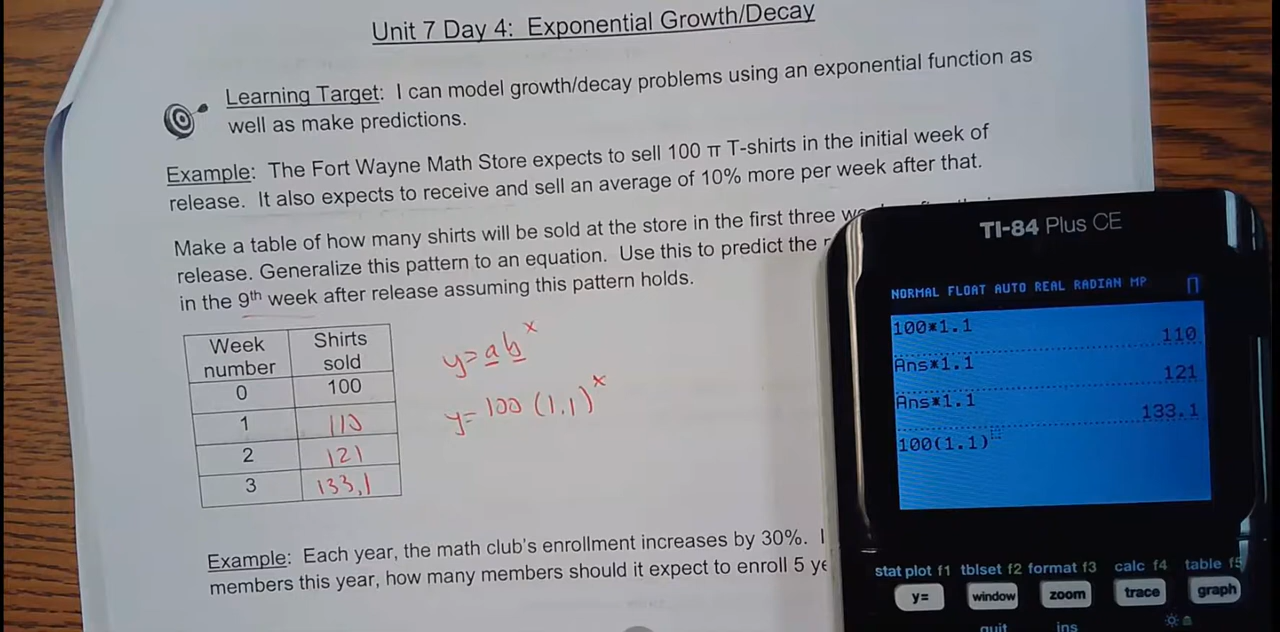 Unit 7 Day 4: Exponential Growth/Decay
Learning Target: I can model growth/decay problems using an exponential function as
well as make predictions.
Example: The Fort Wayne Math Store expects to sell 100 π T-shirts in the initial week of
release. It also expects to receive and sell an average of 10% more per week after that.
Make a table of how many shirts will be sold at the store in the first three
release. Generalize this pattern to an equation. Use this to predict the
in the 9th week after release assuming this pattern holds.
Week number Shirts sold
0 100
1 110
2 121
3 133.1
y=ab^x
y=100(1.1)^x
Example: Each year, the math club's enrollment increases by 30%.
members this year, how many members should it expect to enroll 5
TI-84 Plus CE
NORMAL FLOAT AUTO REAL RADIAN MP
100*1.1
110
Ans*1.1
121
Ans*1.1
133.1
100(1.1)
stat plot f1 tblset f2 format f3 calc f4 table f5
y= window zoom trace graph
quit ins